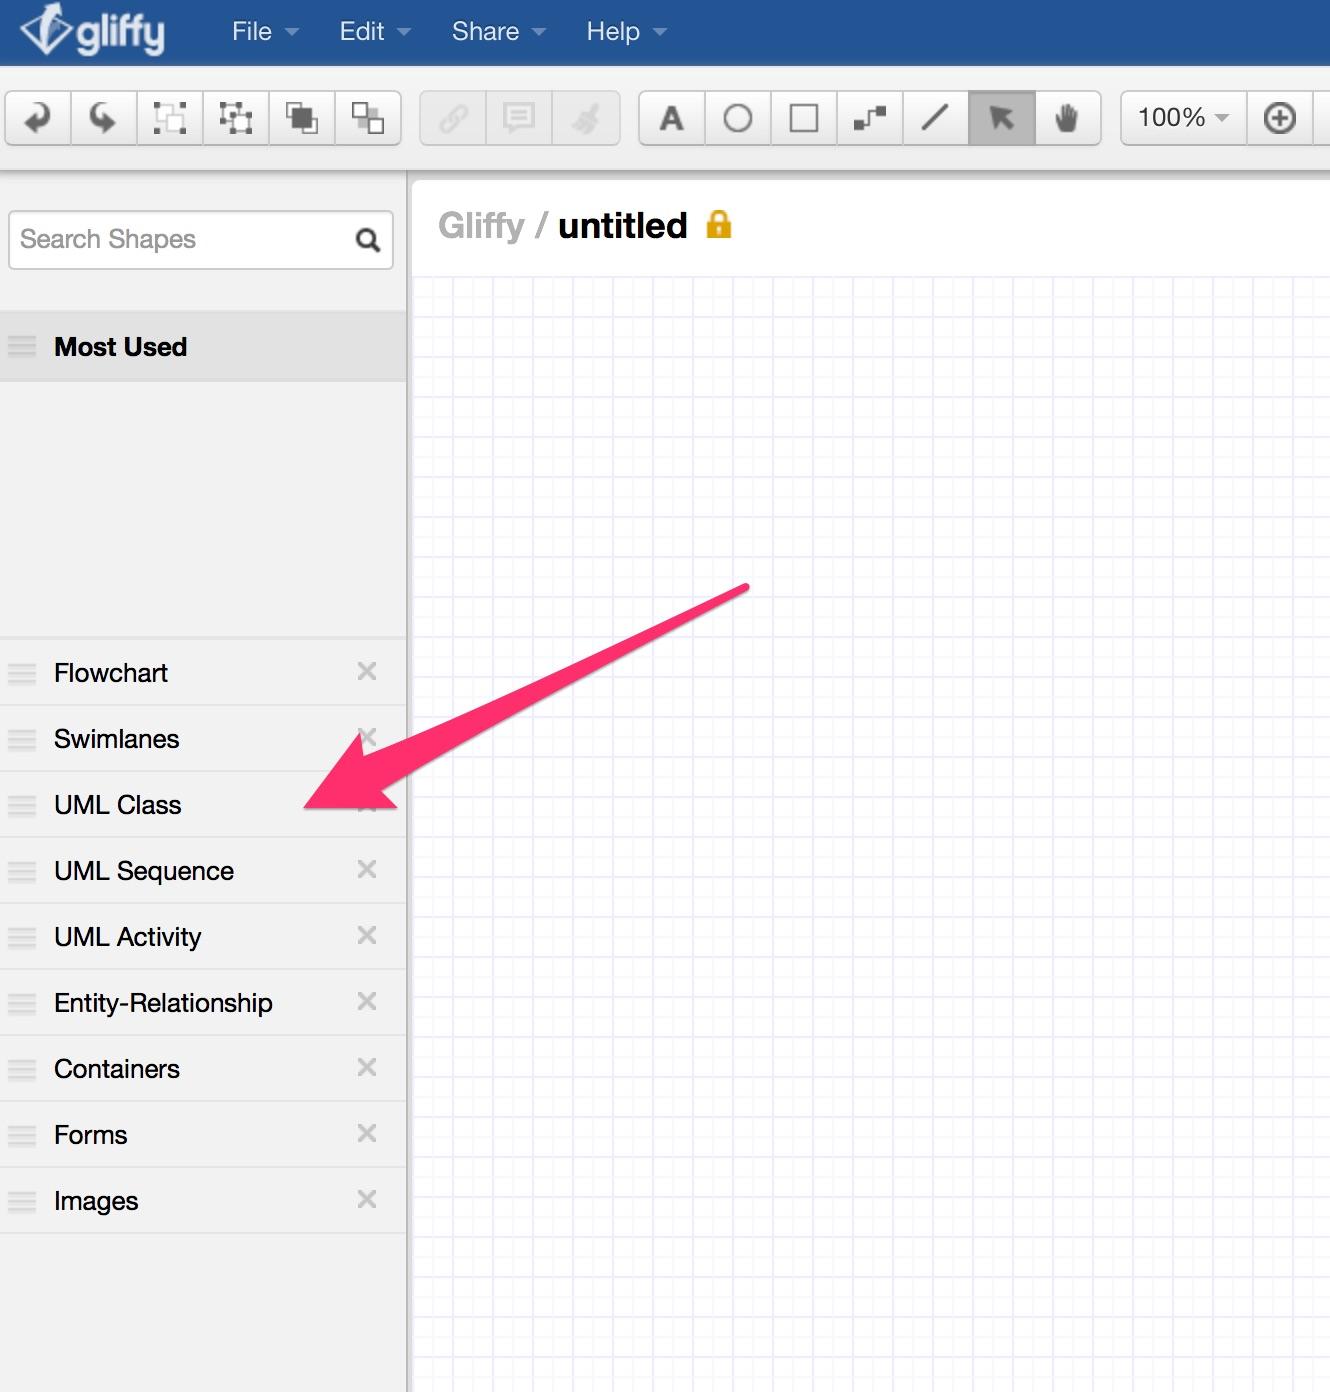 gliffy
File Edit Share Help
A 100%
Search Shapes
Gliffy / untitled
Most Used
Flowchart
Swimlanes
UML Class
UML Sequence
UML Activity
Entity-Relationship
Containers
Forms
Images